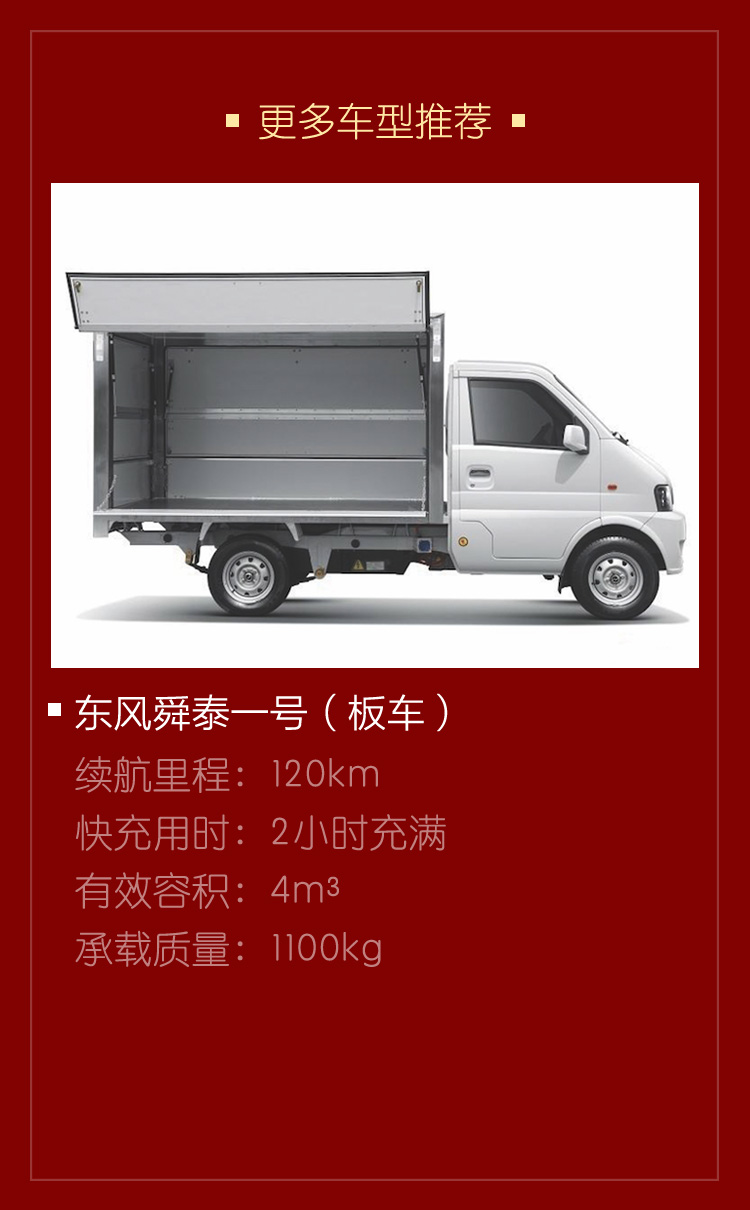 更多车型推荐
东风舜泰一号（板车）
续航里程：120km
快充用时：2小时充满
有效容积：4m³
承载质量：1100kg